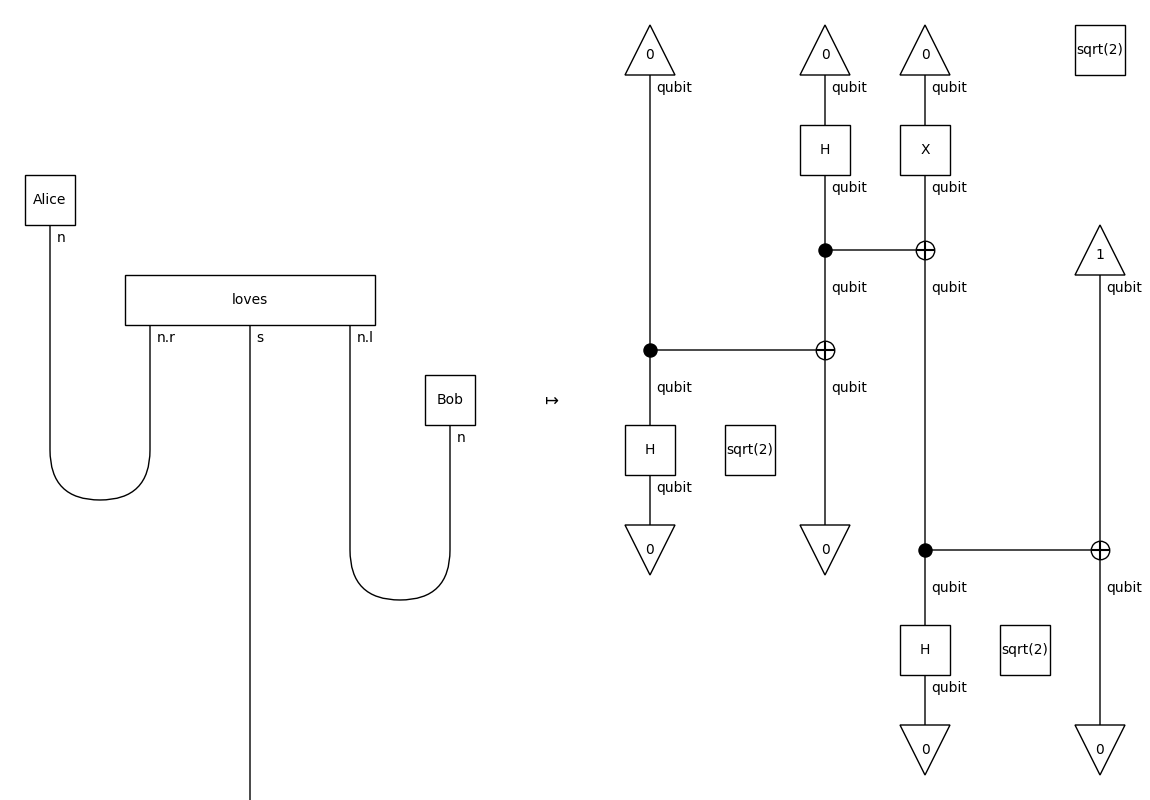 0 0 0 sqrt(2)
qubit qubit qubit
H X
Alice qubit qubit
n 1
loves qubit qubit qubit
n.r s n.l
Bob ↦ qubit qubit
n H sqrt(2)
qubit
0 0
qubit qubit
H sqrt(2)
qubit
0 0